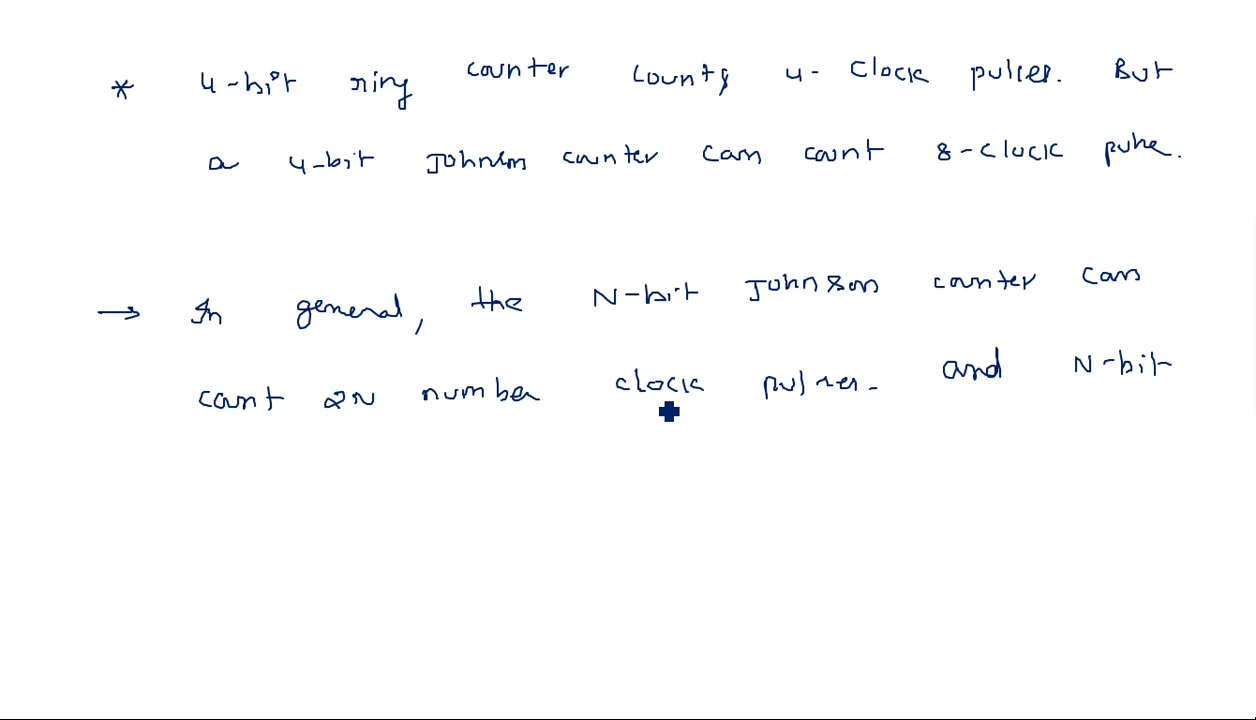 * 4-bit ring counter counts 4- clock pulses. But
a 4-bit Johnson counter can count 8-clock pulse.
→ In general, the N-bit Johnson counter can
count 2N number clock pulses. and N-bit